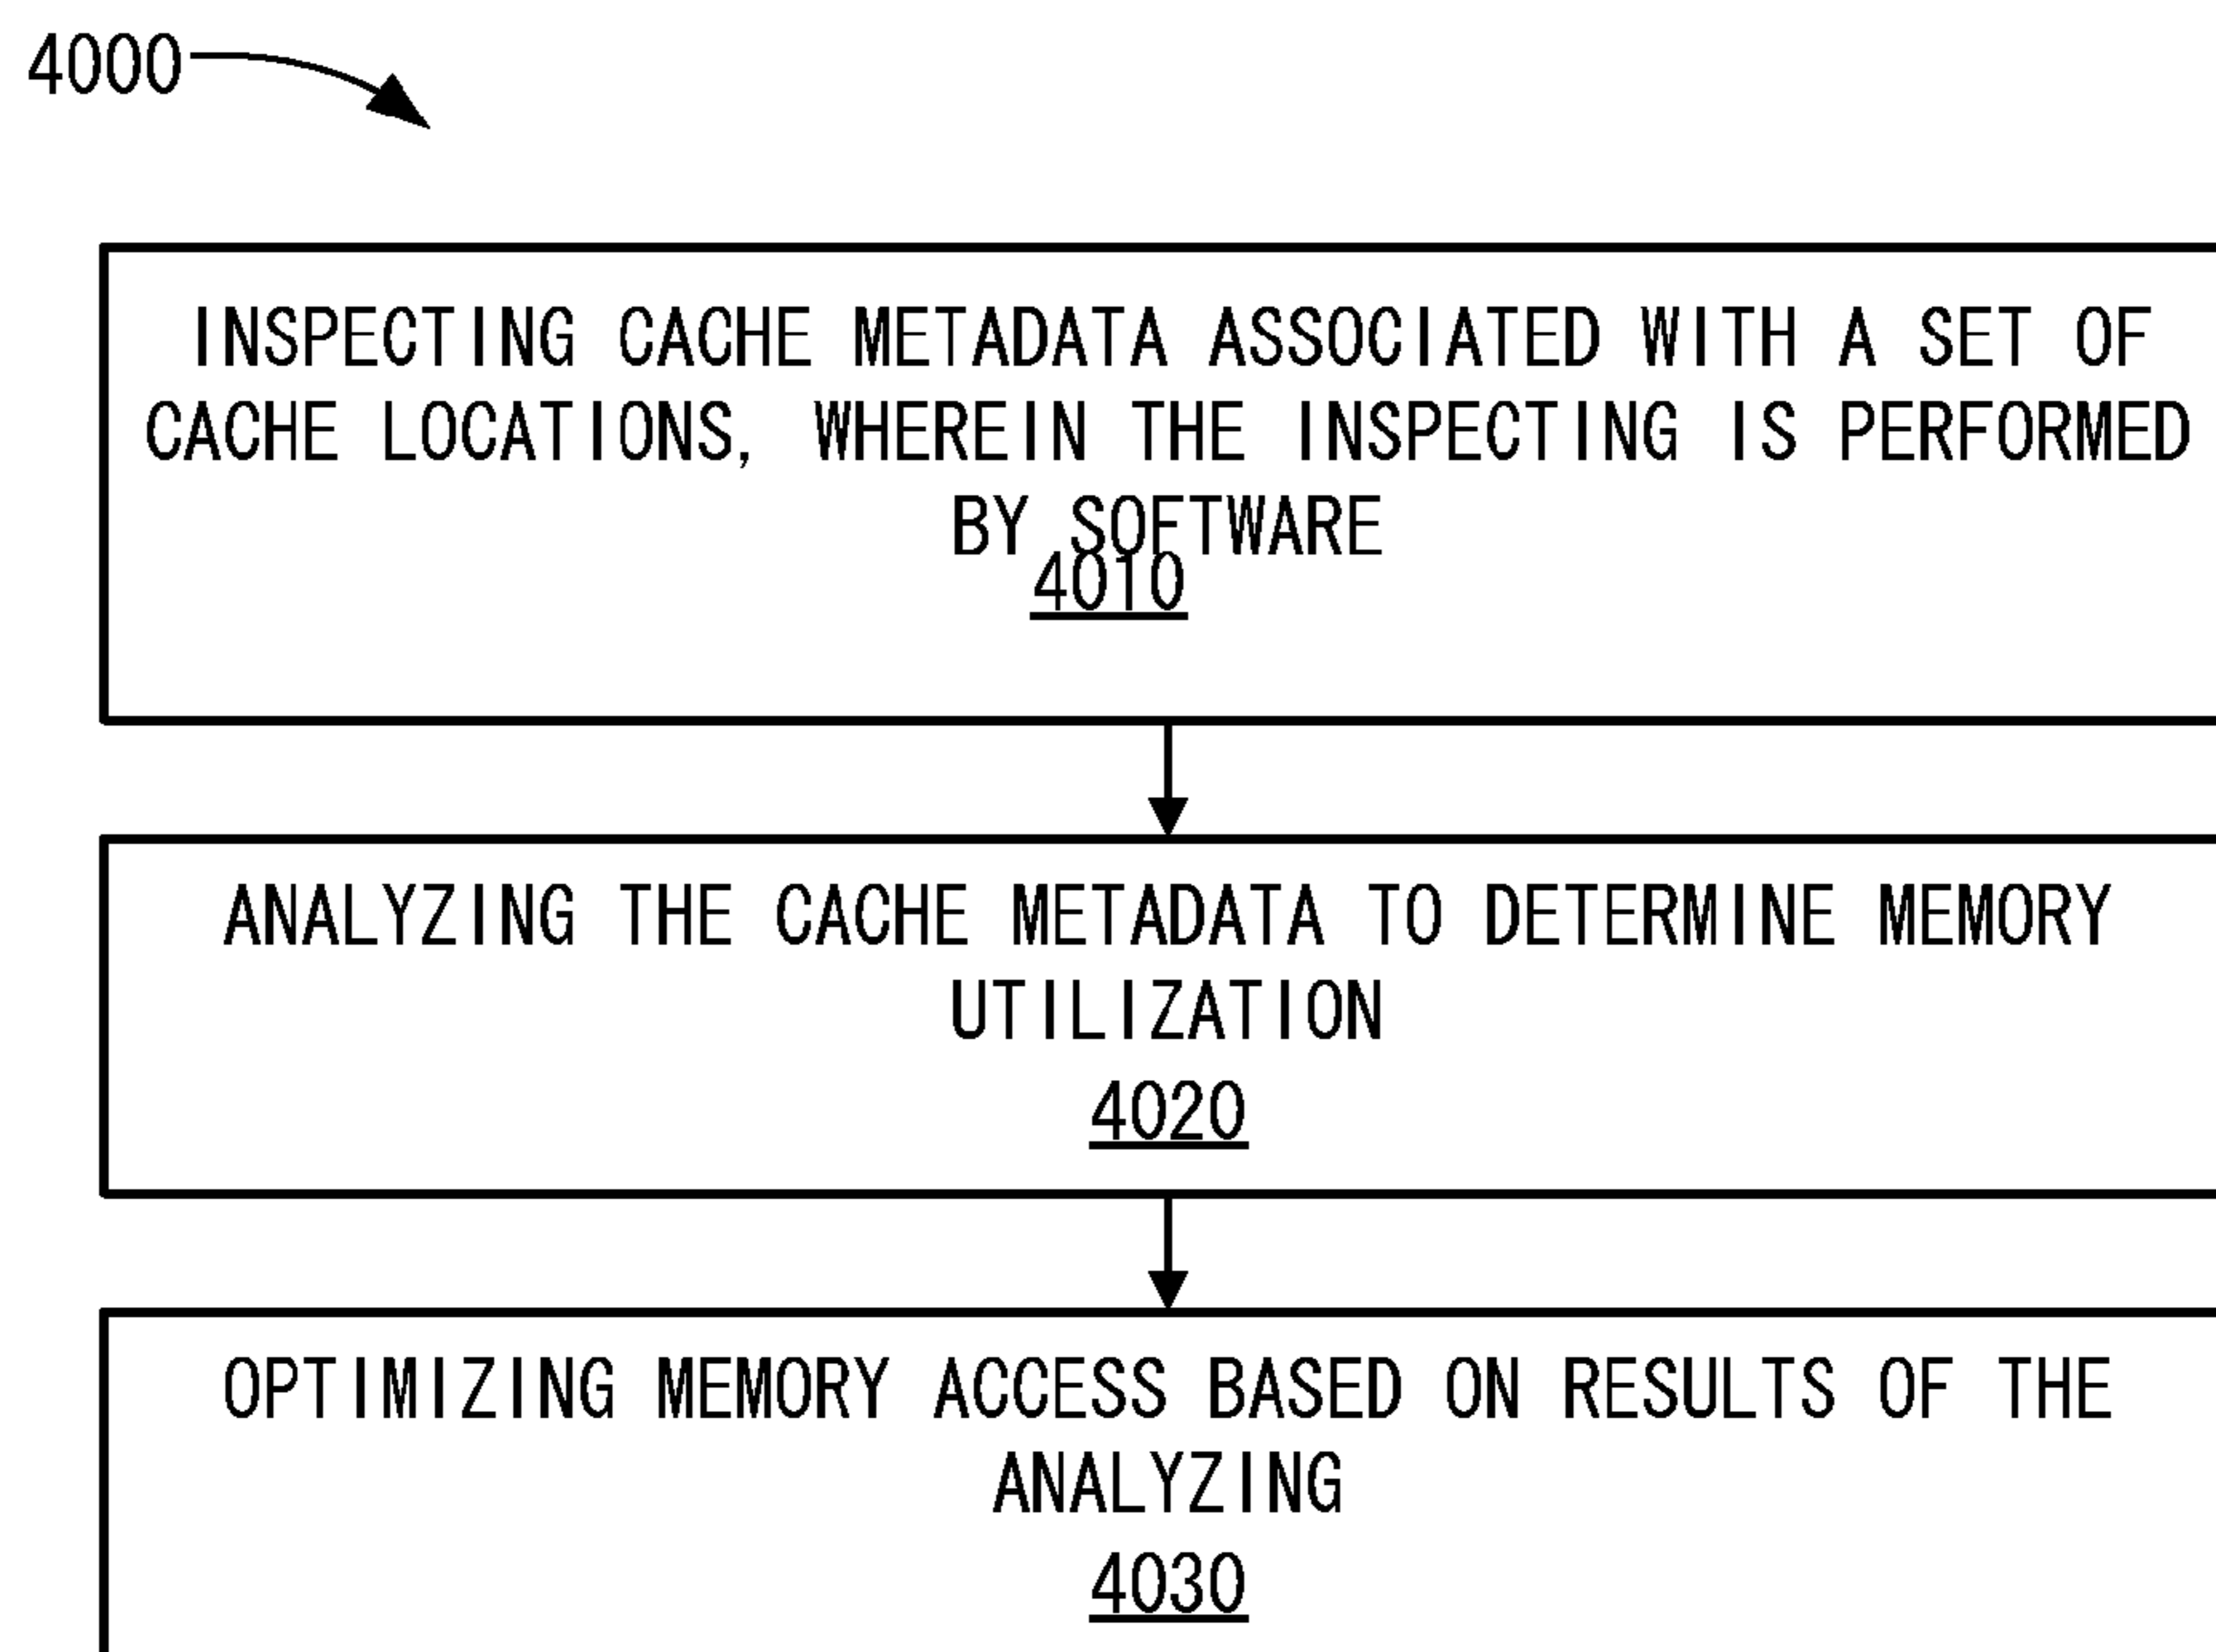 4000
INSPECTING CACHE METADATA ASSOCIATED WITH A SET OF
CACHE LOCATIONS, WHEREIN THE INSPECTING IS PERFORMED
BY SOFTWARE
4010
ANALYZING THE CACHE METADATA TO DETERMINE MEMORY
UTILIZATION
4020
OPTIMIZING MEMORY ACCESS BASED ON RESULTS OF THE
ANALYZING
4030